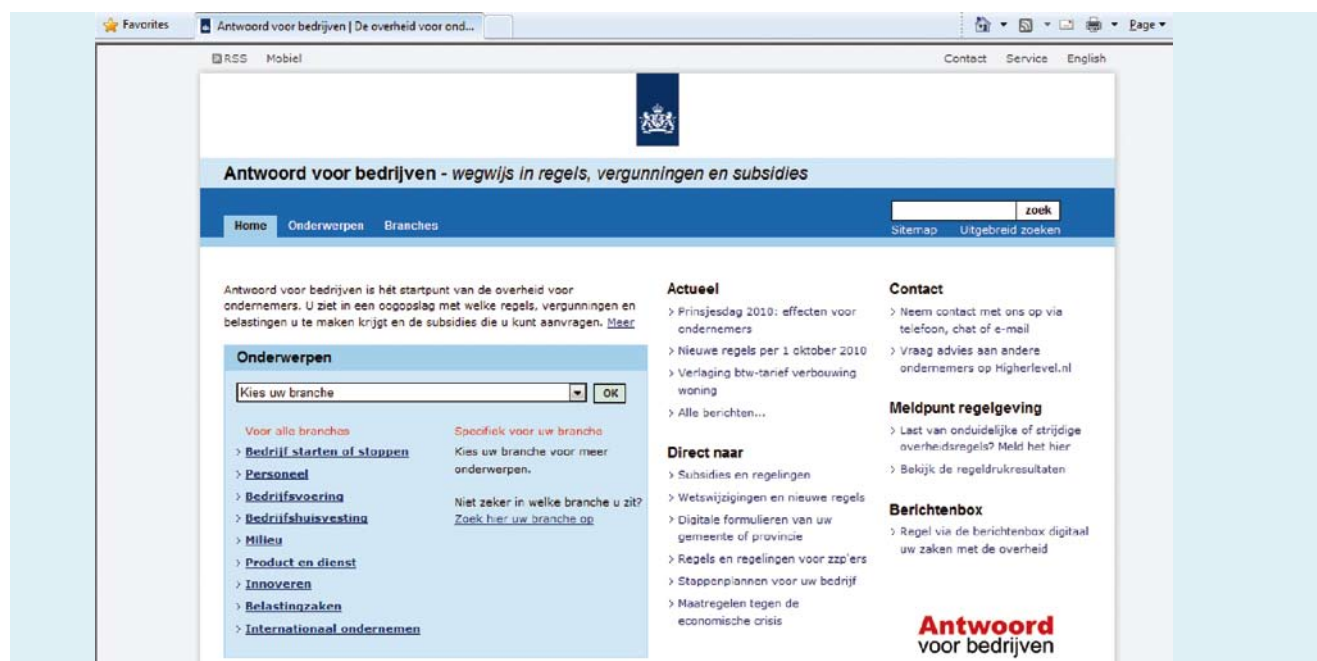 Favorites
Antwoord voor bedrijven | De overheid voor ond...
Page
RSS Mobiel
Contact Service English
Antwoord voor bedrijven - wegwijs in regels, vergunningen en subsidies
Home Onderwerpen Branches
zoek
Sitemap Uitgebreid zoeken
Antwoord voor bedrijven is hét startpunt van de overheid voor
ondernemers. U ziet in een oogopslag met welke regels, vergunningen en
belastingen u te maken krijgt en de subsidies die u kunt aanvragen. Meer
Onderwerpen
Kies uw branche
OK
Voor alle branches
> Bedrijf starten of stoppen
> Personeel
> Bedrijfsvoering
> Bedrijfshuisvesting
> Milieu
> Product en dienst
> Innoveren
> Belastingzaken
> Internationaal ondernemen
Specifiek voor uw branche
Kies uw branche voor meer
onderwerpen.
Niet zeker in welke branche u zit?
Zoek hier uw branche op
Actueel
> Prinsjesdag 2010: effecten voor
ondernemers
> Nieuwe regels per 1 oktober 2010
> Verlaging btw-tarief verbouwing
woning
> Alle berichten...
Direct naar
> Subsidies en regelingen
> Wetswijzigingen en nieuwe regels
> Digitale formulieren van uw
gemeente of provincie
> Regels en regelingen voor zzp'ers
> Stappenplannen voor uw bedrijf
> Maatregelen tegen de
economische crisis
Contact
> Neem contact met ons op via
telefoon, chat of e-mail
> Vraag advies aan andere
ondernemers op Higherlevel.nl
Meldpunt regelgeving
> Last van onduidelijke of strijdige
overheidsregels? Meld het hier
> Bekijk de regeldrukresultaten
Berichtenbox
> Regel via de berichtenbox digitaal
uw zaken met de overheid
Antwoord
voor bedrijven